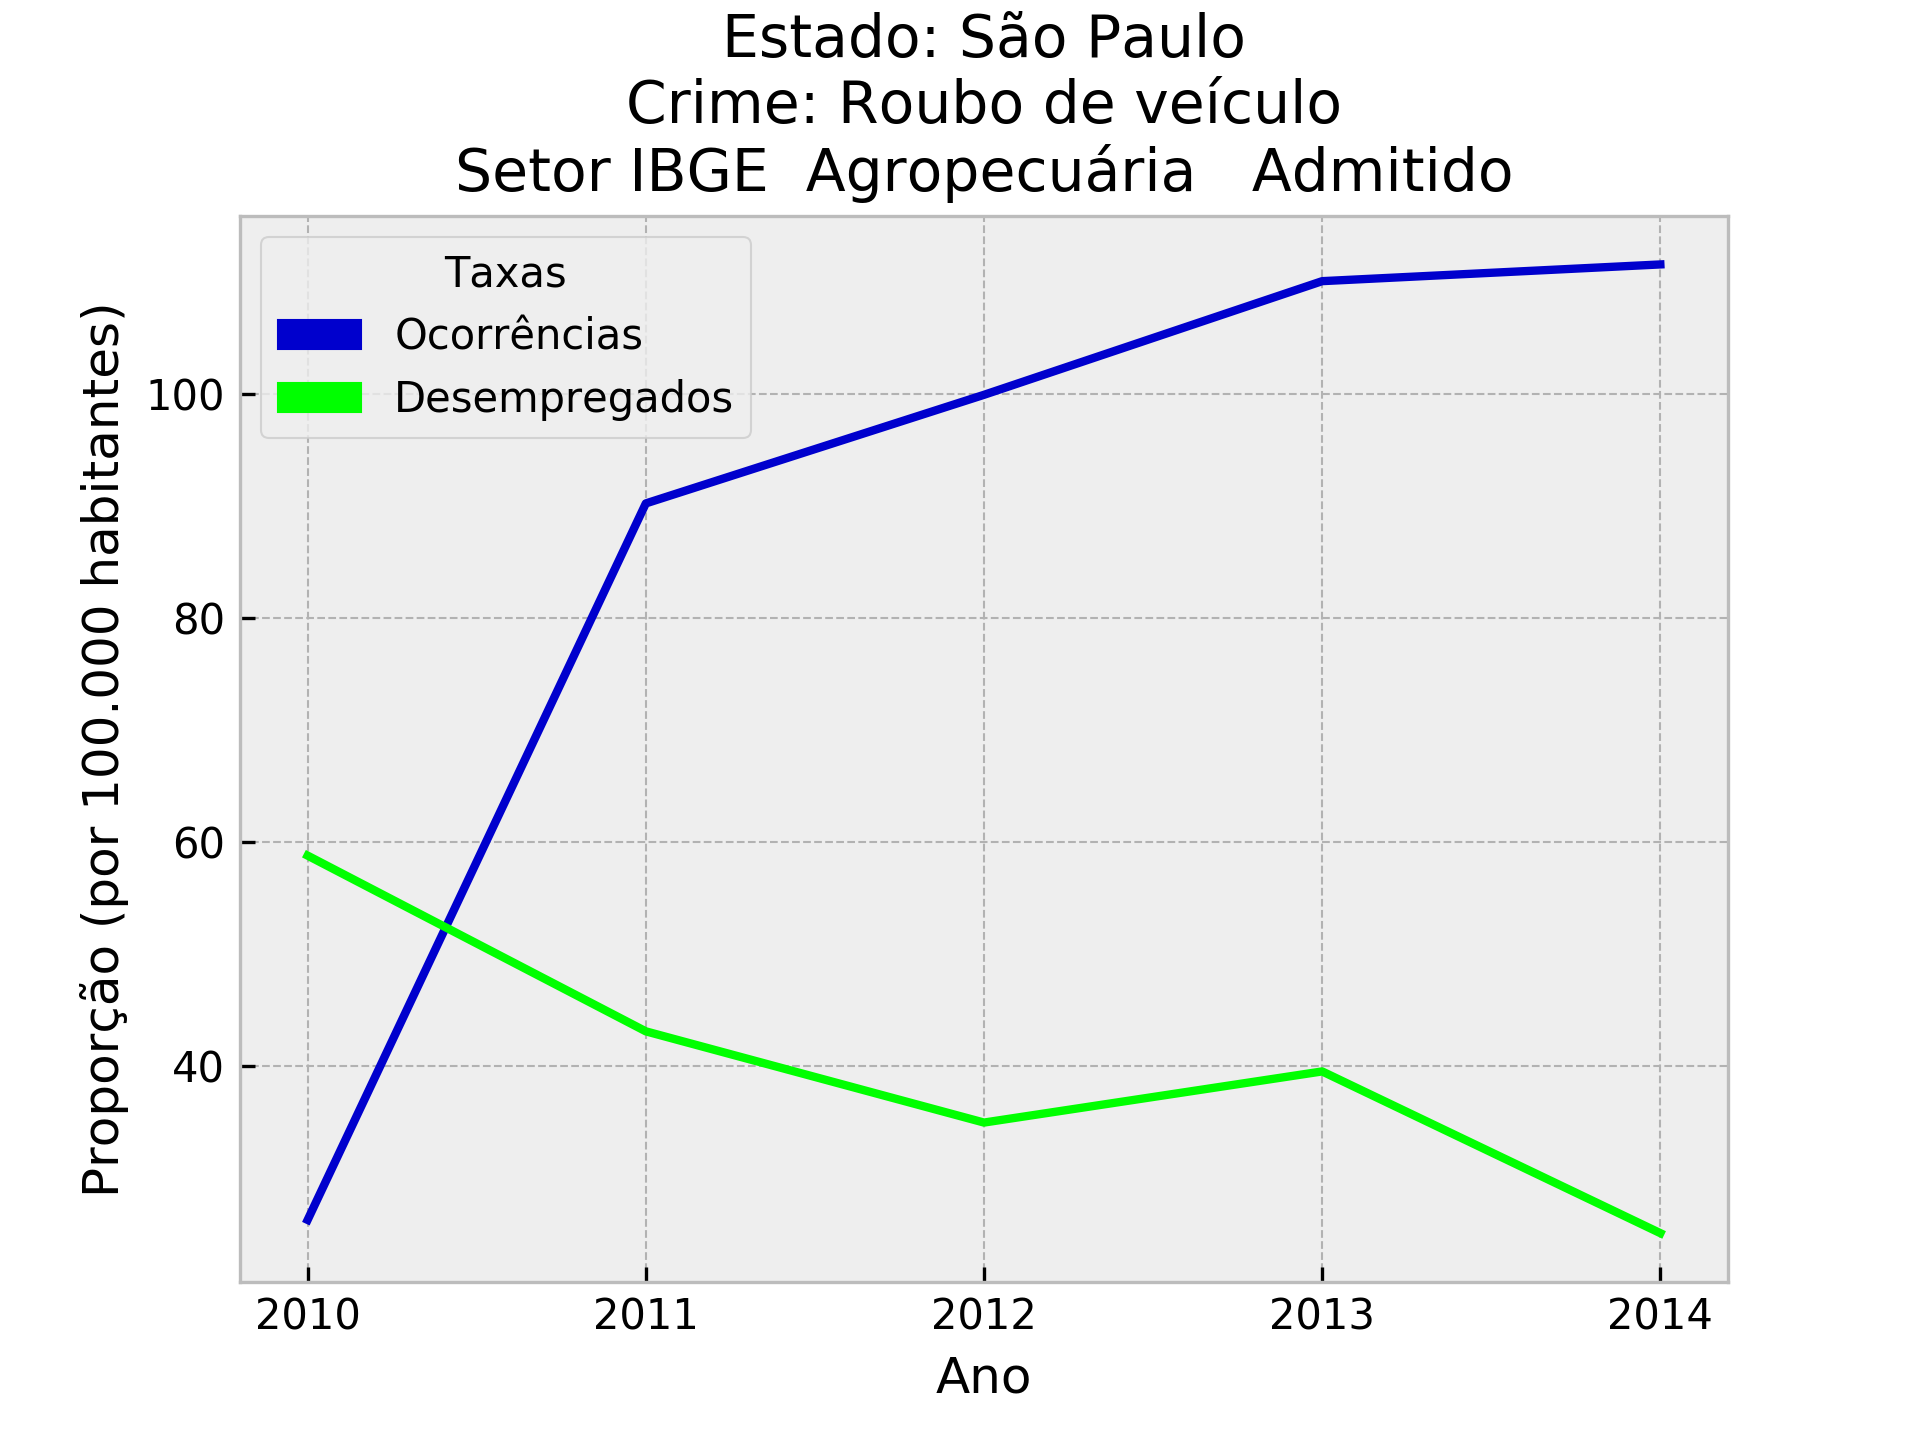 Estado: São Paulo
Crime: Roubo de veículo
Setor IBGE  Agropecuária   Admitido
Proporção (por 100.000 habitantes)
Taxas
Ocorrências
Desempregados
100
80
60
40
2010 2011 2012 2013 2014
Ano